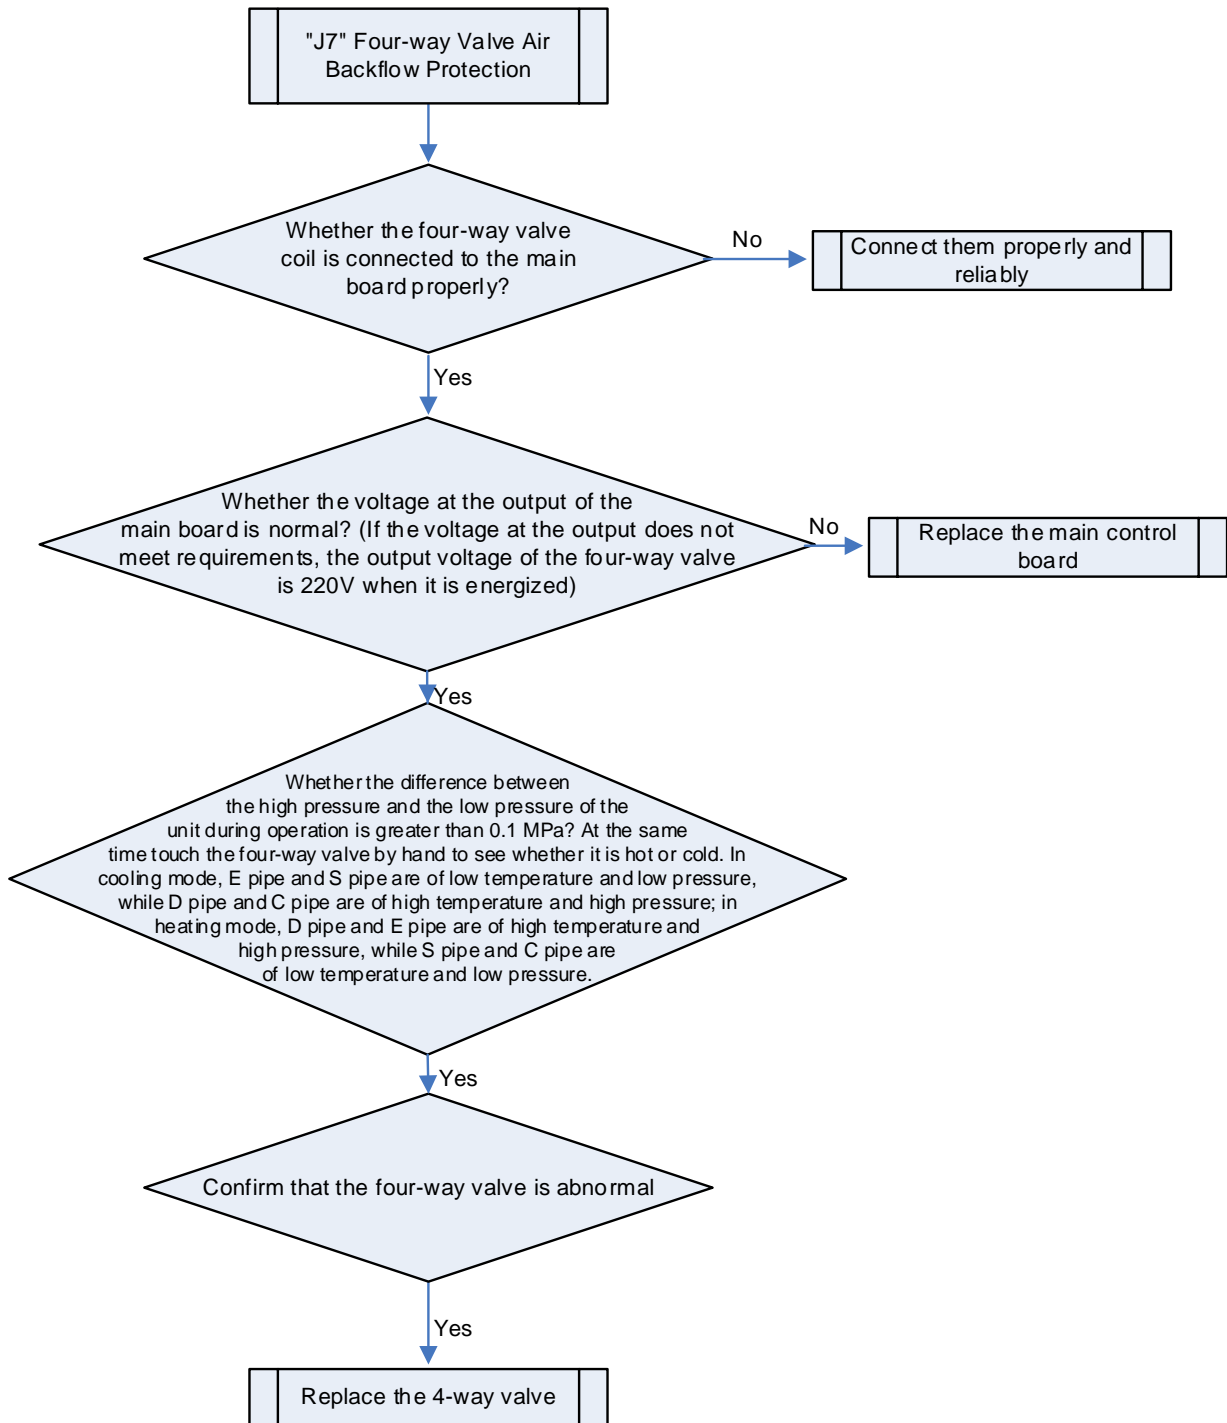 "J7" Four-way Valve Air
Backflow Protection
Whether the four-way valve
coil is connected to the main
board properly?
No
Connect them properly and
reliably
Yes
Whether the voltage at the output of the
main board is normal? (If the voltage at the output does not
meet requirements, the output voltage of the four-way valve
is 220V when it is energized)
No
Replace the main control
board
Yes
Whether the difference between
the high pressure and the low pressure of the
unit during operation is greater than 0.1 MPa? At the same
time touch the four-way valve by hand to see whether it is hot or cold. In
cooling mode, E pipe and S pipe are of low temperature and low pressure,
while D pipe and C pipe are of high temperature and high pressure; in
heating mode, D pipe and E pipe are of high temperature and
high pressure, while S pipe and C pipe are
of low temperature and low pressure.
Yes
Confirm that the four-way valve is abnormal
Yes
Replace the 4-way valve